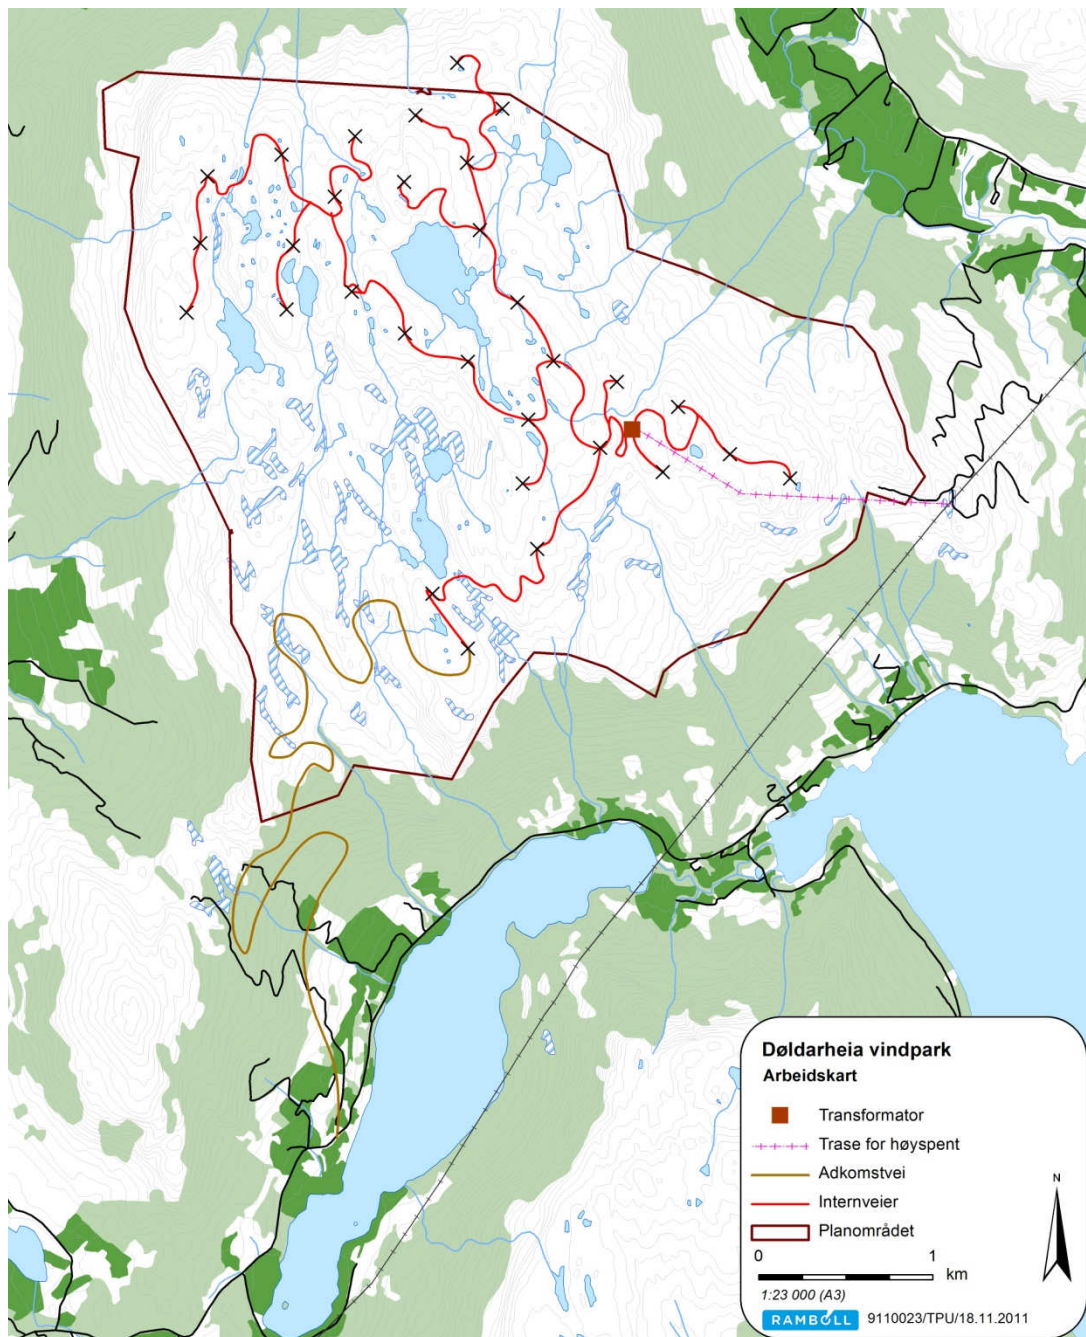 Døldarheia vindpark
Arbeidskart
Transformator
Trase for høyspent
Adkomstvei
Internveier
Planområdet
N
0 1
km
1:23 000 (A3)
RAMBOLL 9110023/TPU/18.11.2011